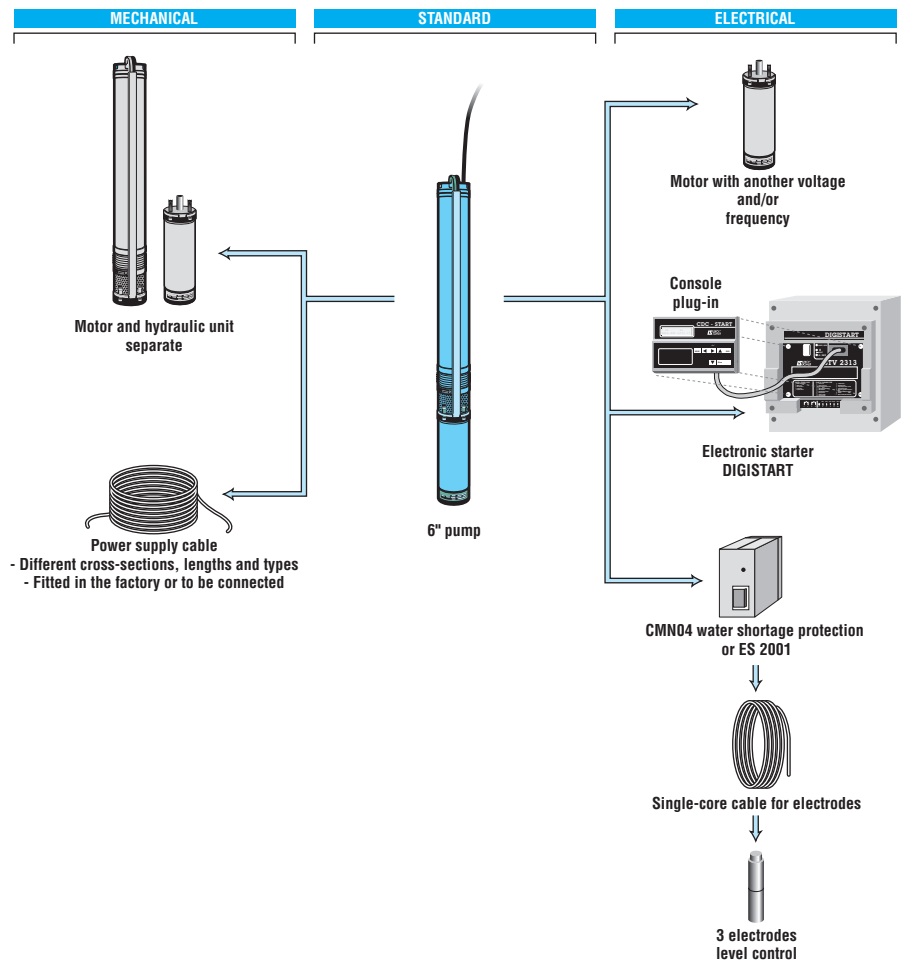 MECHANICAL
STANDARD
ELECTRICAL
Motor and hydraulic unit
separate
Power supply cable
- Different cross-sections, lengths and types
- Fitted in the factory or to be connected
6" pump
Motor with another voltage
and/or
frequency
Console
plug-in
CDC - START
DIGISTART
STV 2313
Electronic starter
DIGISTART
CMN04 water shortage protection
or ES 2001
Single-core cable for electrodes
3 electrodes
level control